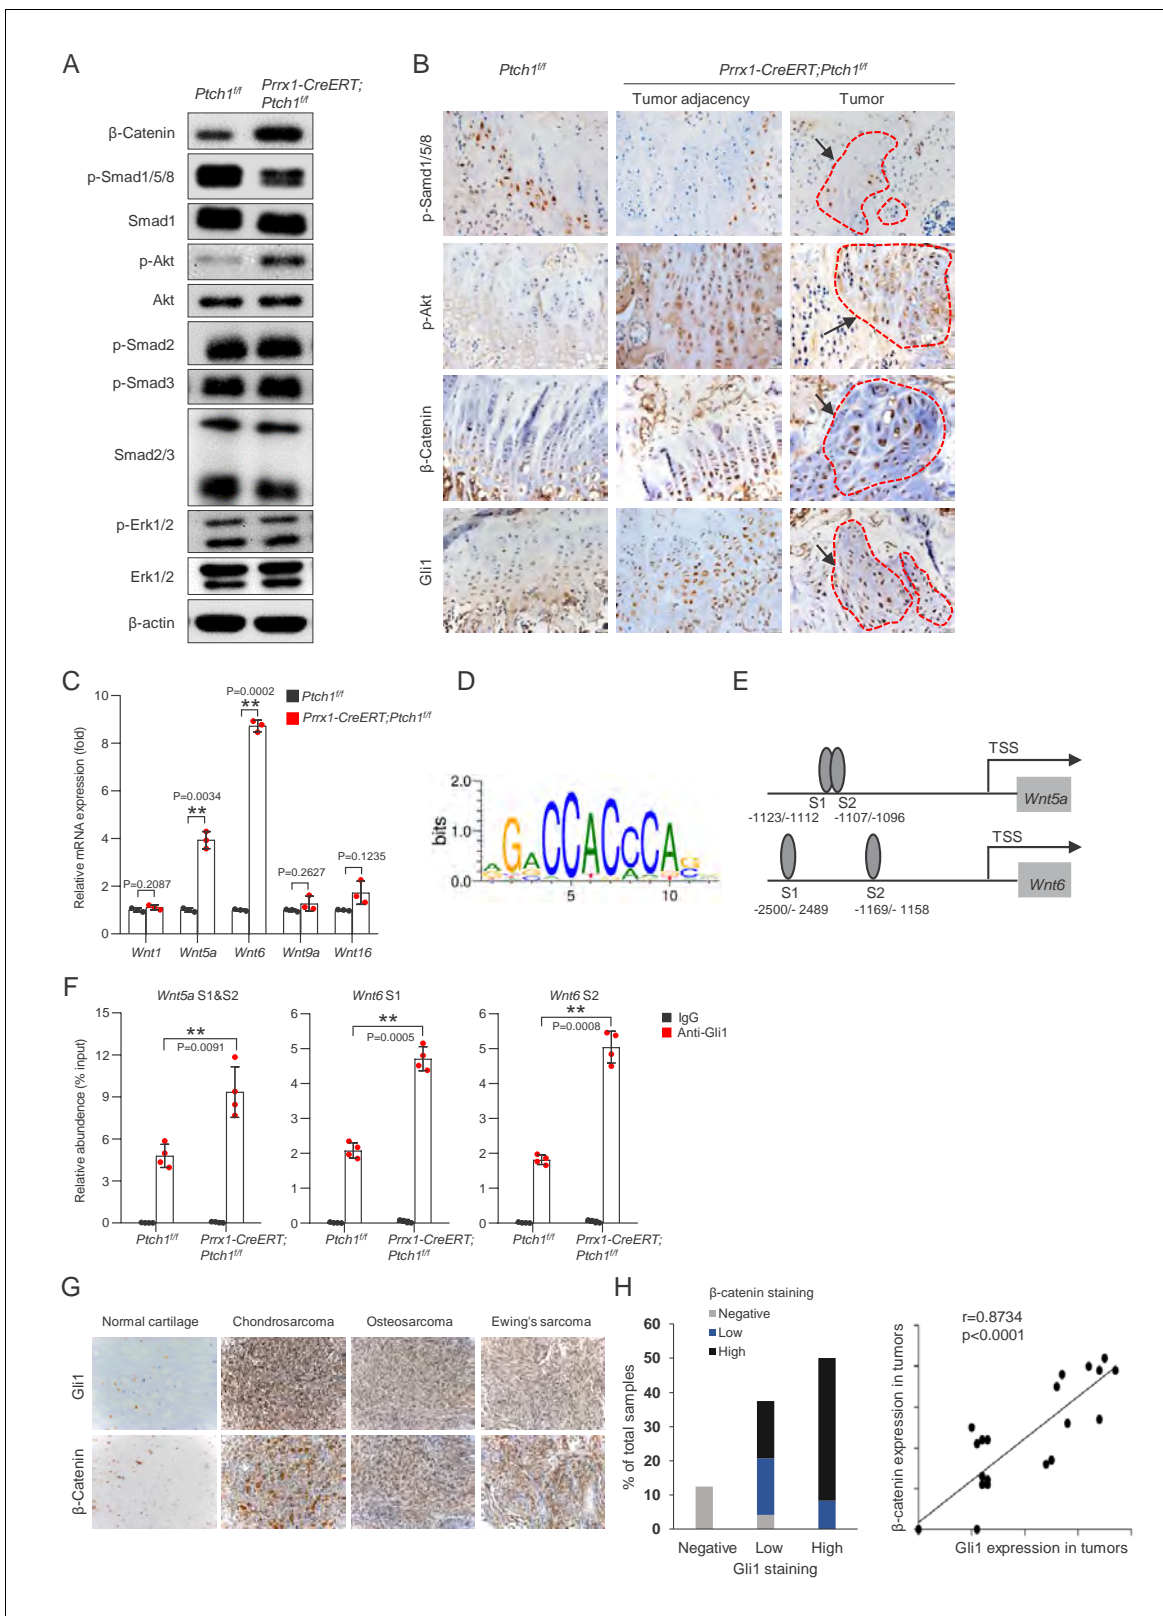 A
Ptch1f/f
Prrx1-CreERT;
Ptch1f/f
β-Catenin
p-Smad1/5/8
Smad1
p-Akt
Akt
p-Smad2
p-Smad3
Smad2/3
p-Erk1/2
Erk1/2
β-actin
B
Ptch1f/f
Prrx1-CreERT;Ptch1f/f
Tumor adjacency
Tumor
p-Samd1/5/8
p-Akt
β-Catenin
Gli1
C
Relative mRNA expression (fold)
10
8
6
4
2
0
P=0.2087
P=0.0034
**
P=0.0002
**
P=0.2627
P=0.1235
Ptch1f/f
Prrx1-CreERT;Ptch1f/f
Wnt1
Wnt5a
Wnt6
Wnt9a
Wnt16
D
bits
2.0
1.0
0.0
GACCACCCA
5
10
E
TSS
S1
S2
Wnt5a
-1123/-1112
-1107/-1096
TSS
S1
S2
Wnt6
-2500/- 2489
-1169/- 1158
F
Relative abundance (% input)
Wnt5a S1&S2
15
12
9
6
3
0
**
P=0.0091
Ptch1f/f
Prrx1-CreERT;
Ptch1f/f
Wnt6 S1
6
5
4
3
2
1
0
**
P=0.0005
Ptch1f/f
Prrx1-CreERT;
Ptch1f/f
Wnt6 S2
6
5
4
3
2
1
0
**
P=0.0008
Ptch1f/f
Prrx1-CreERT;
Ptch1f/f
IgG
Anti-Gli1
G
Normal cartilage
Chondrosarcoma
Osteosarcoma
Ewing's sarcoma
Gli1
β-Catenin
H
β-catenin staining
Negative
Low
High
% of total samples
60
50
40
30
20
10
0
Negative
Low
High
Gli1 staining
r=0.8734
p<0.0001
β-catenin expression in tumors
Gli1 expression in tumors